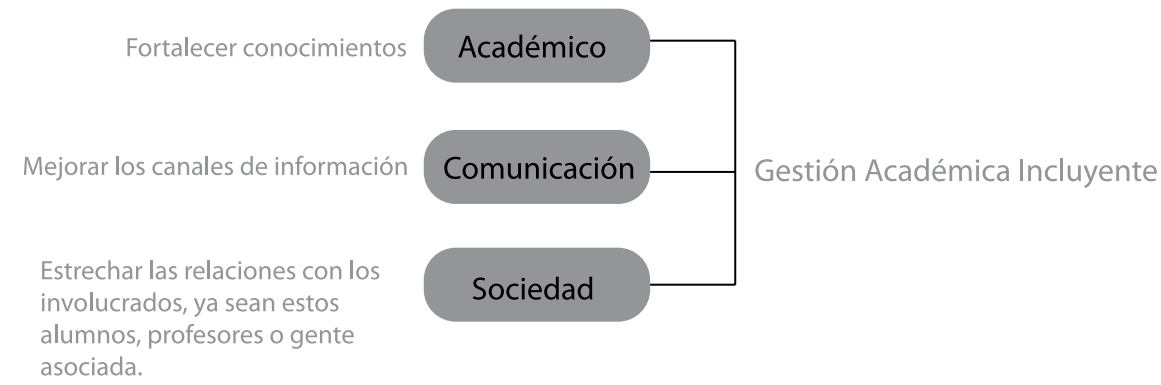 Fortalecer conocimientos
Académico
Mejorar los canales de información
Comunicación
Gestión Académica Incluyente
Estrechar las relaciones con los
involucrados, ya sean estos
alumnos, profesores o gente
asociada.
Sociedad